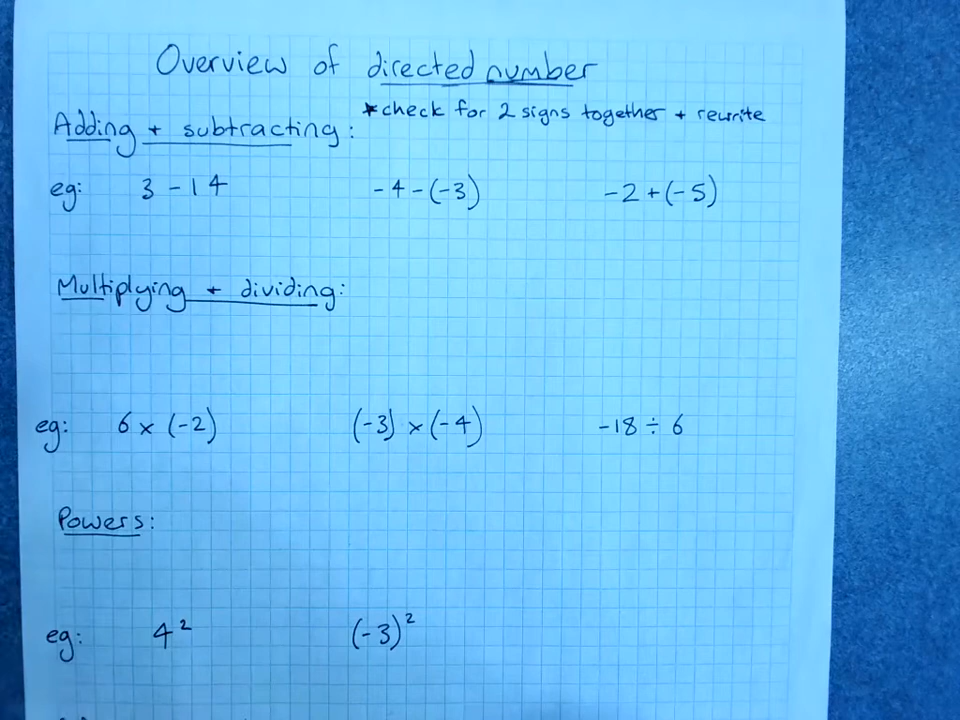 Overview of directed number
Adding + subtracting: *check for 2 signs together + rewrite
eg: 3 - 14 -4 - (-3) -2 + (-5)
Multiplying + dividing:
eg: 6 × (-2) (-3) × (-4) -18 ÷ 6
Powers:
eg: 4² (-3)²